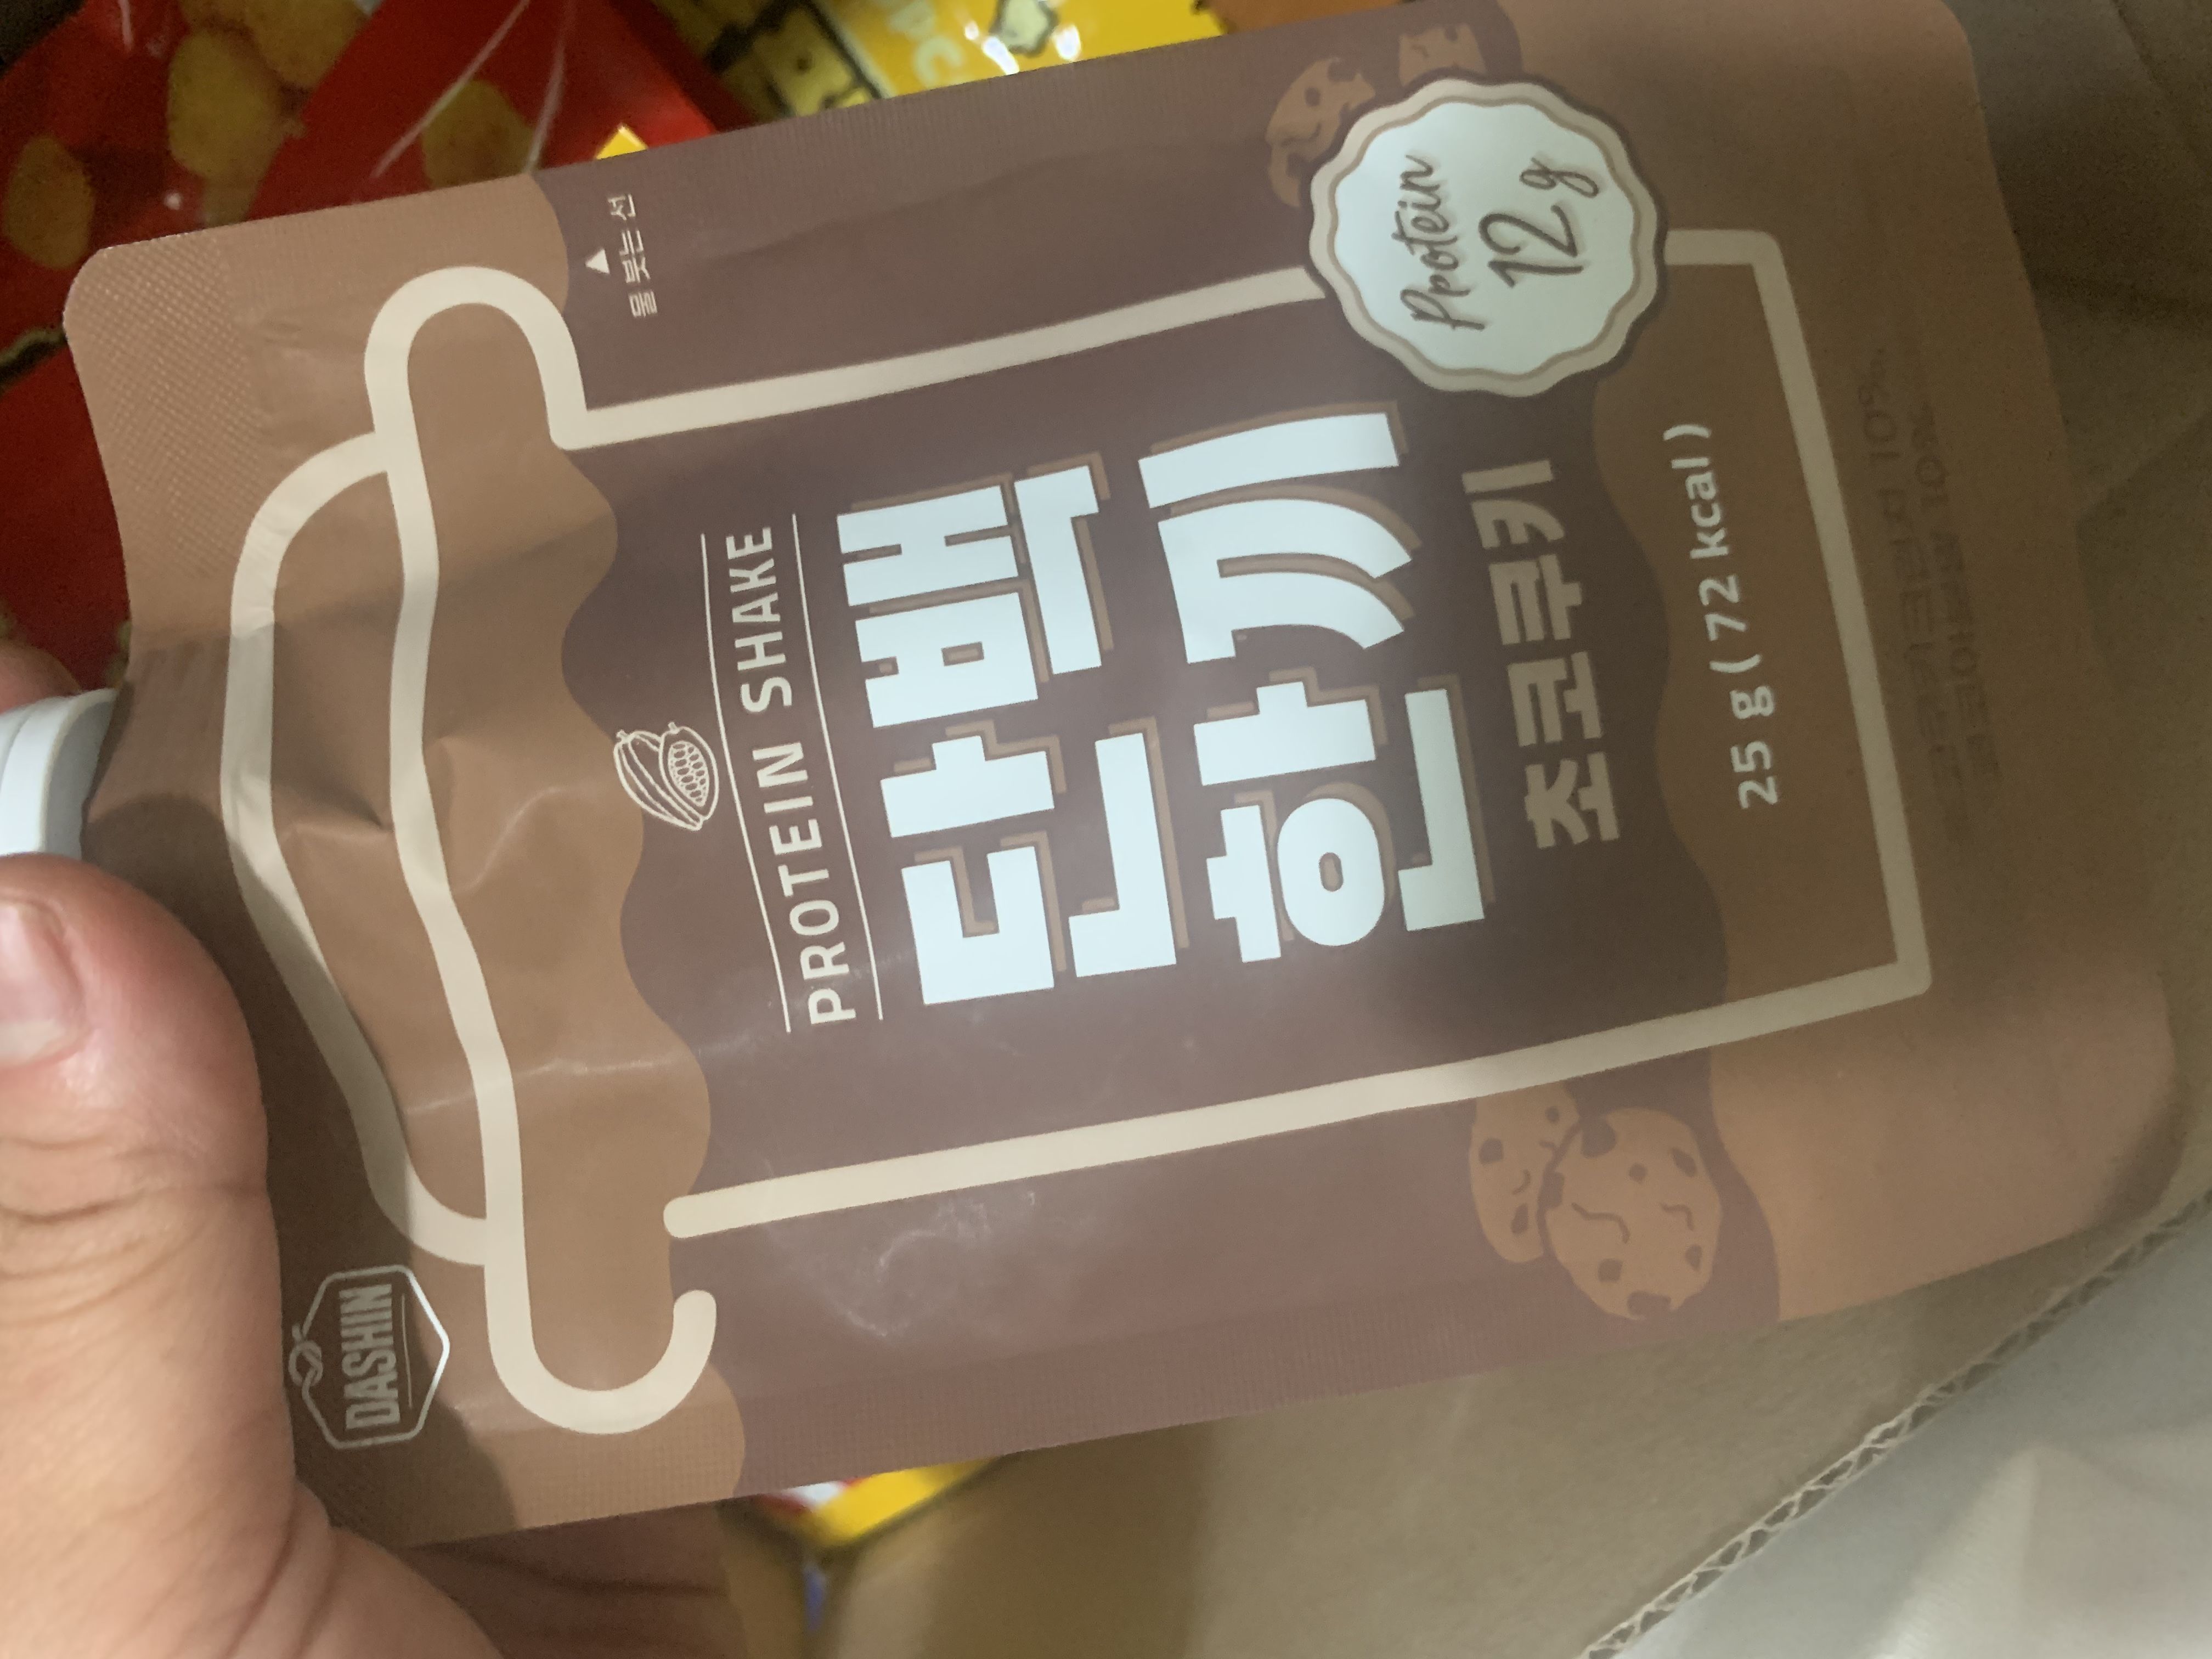 DASHIN
물 붓는 선
PROTEIN SHAKE
단백
한끼
초코쿠키
Protein
12 g
25 g ( 72 kcal )